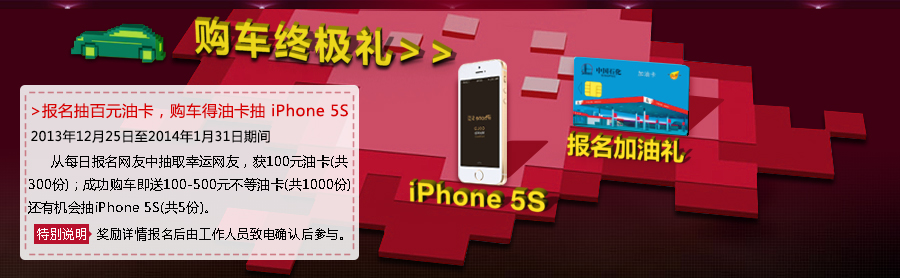 购车终极礼>>
>报名抽百元油卡，购车得油卡抽 iPhone 5S
2013年12月25日至2014年1月31日期间
从每日报名网友中抽取幸运网友，获100元油卡(共
300份)；成功购车即送100-500元不等油卡(共1000份)
还有机会抽iPhone 5S(共5份)。
特别说明 奖励详情报名后由工作人员致电确认后参与。
iPhone 5S
中国石化
加油卡
报名加油礼